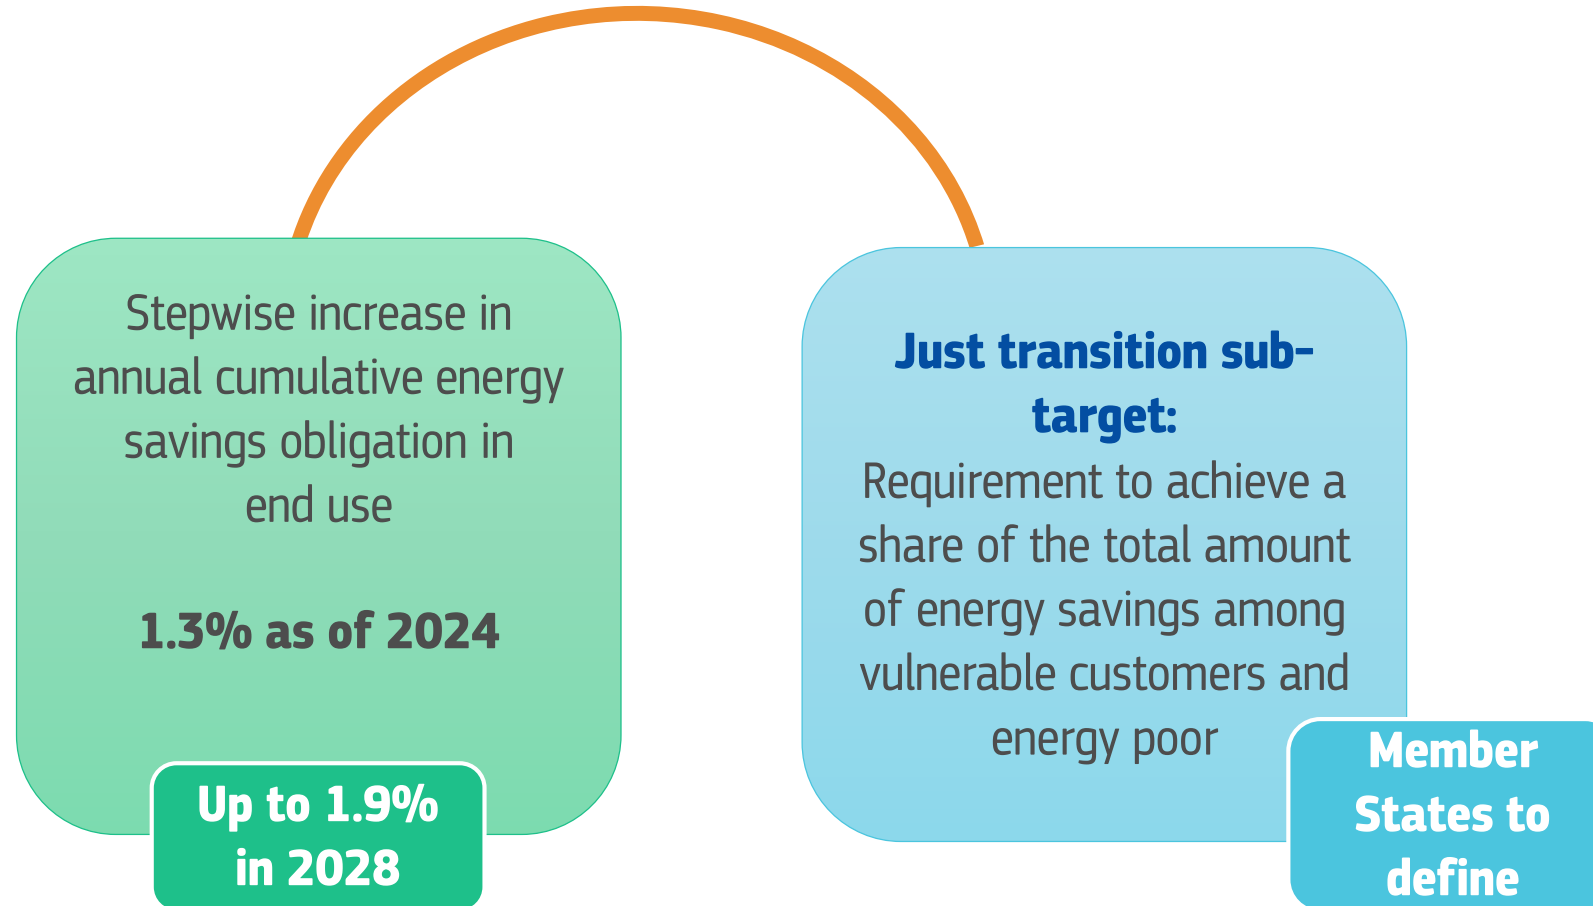 Stepwise increase in
annual cumulative energy
savings obligation in
end use
1.3% as of 2024
Up to 1.9%
in 2028
Just transition sub-
target:
Requirement to achieve a
share of the total amount
of energy savings among
vulnerable customers and
energy poor
Member
States to
define